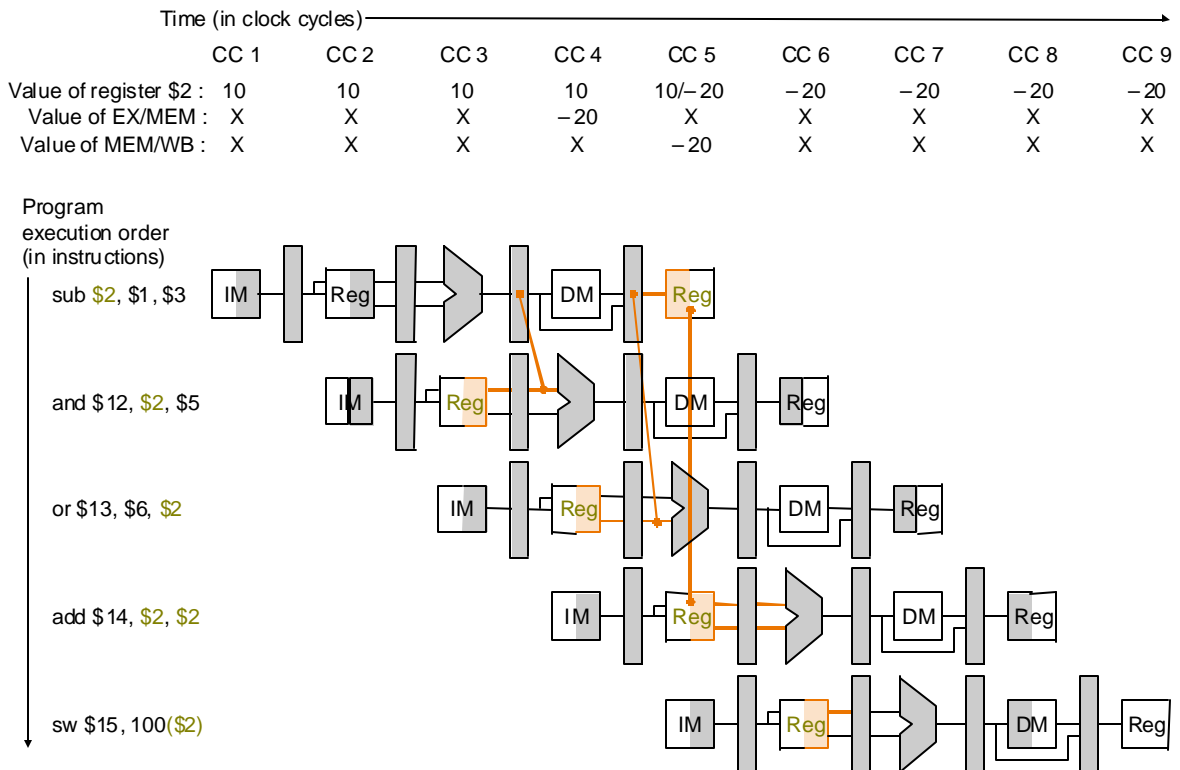 Time (in clock cycles)
CC 1 CC 2 CC 3 CC 4 CC 5 CC 6 CC 7 CC 8 CC 9
Value of register $2 : 10 10 10 10 10/–20 –20 –20 –20 –20
Value of EX/MEM : X X X –20 X X X X X
Value of MEM/WB : X X X X –20 X X X X
Program
execution order
(in instructions)
sub $2, $1, $3 IM Reg DM Reg
and $12, $2, $5 IM Reg DM Reg
or $13, $6, $2 IM Reg DM Reg
add $14, $2, $2 IM Reg DM Reg
sw $15, 100($2) IM Reg DM Reg